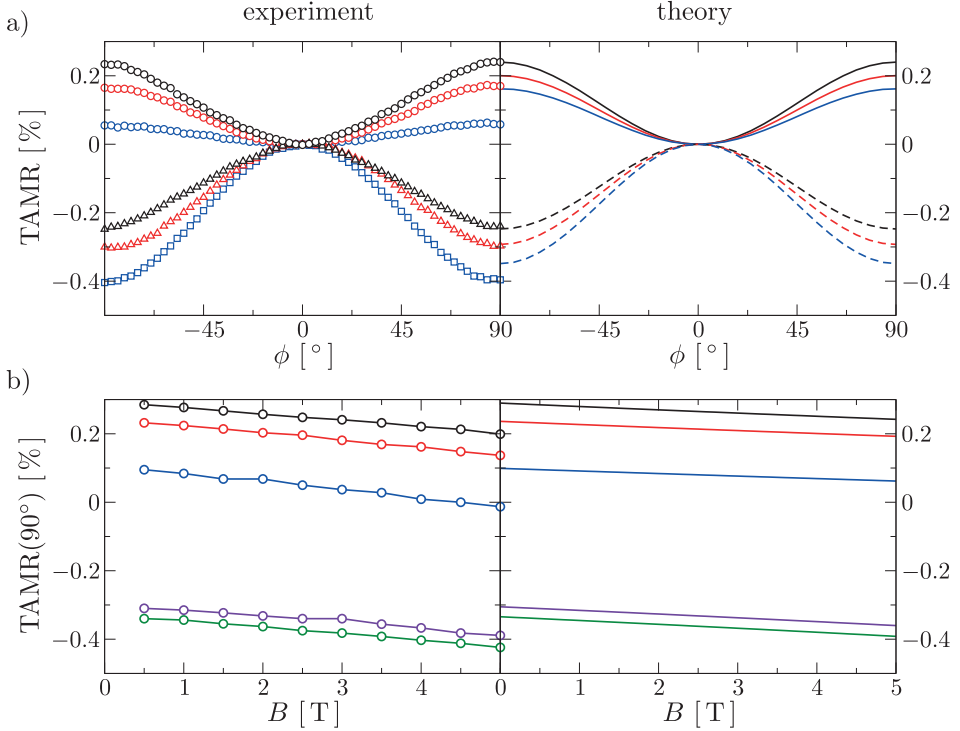 experiment theory
a)
0.2 0.2
0 0
−0.2 −0.2
−0.4 −0.4
TAMR [%]
−45 0 45 90 −45 0 45 90
ϕ [°] ϕ [°]
b)
0.2 0.2
0 0
−0.2 −0.2
−0.4 −0.4
TAMR(90°) [%]
0 1 2 3 4 0 1 2 3 4 5
B [T] B [T]